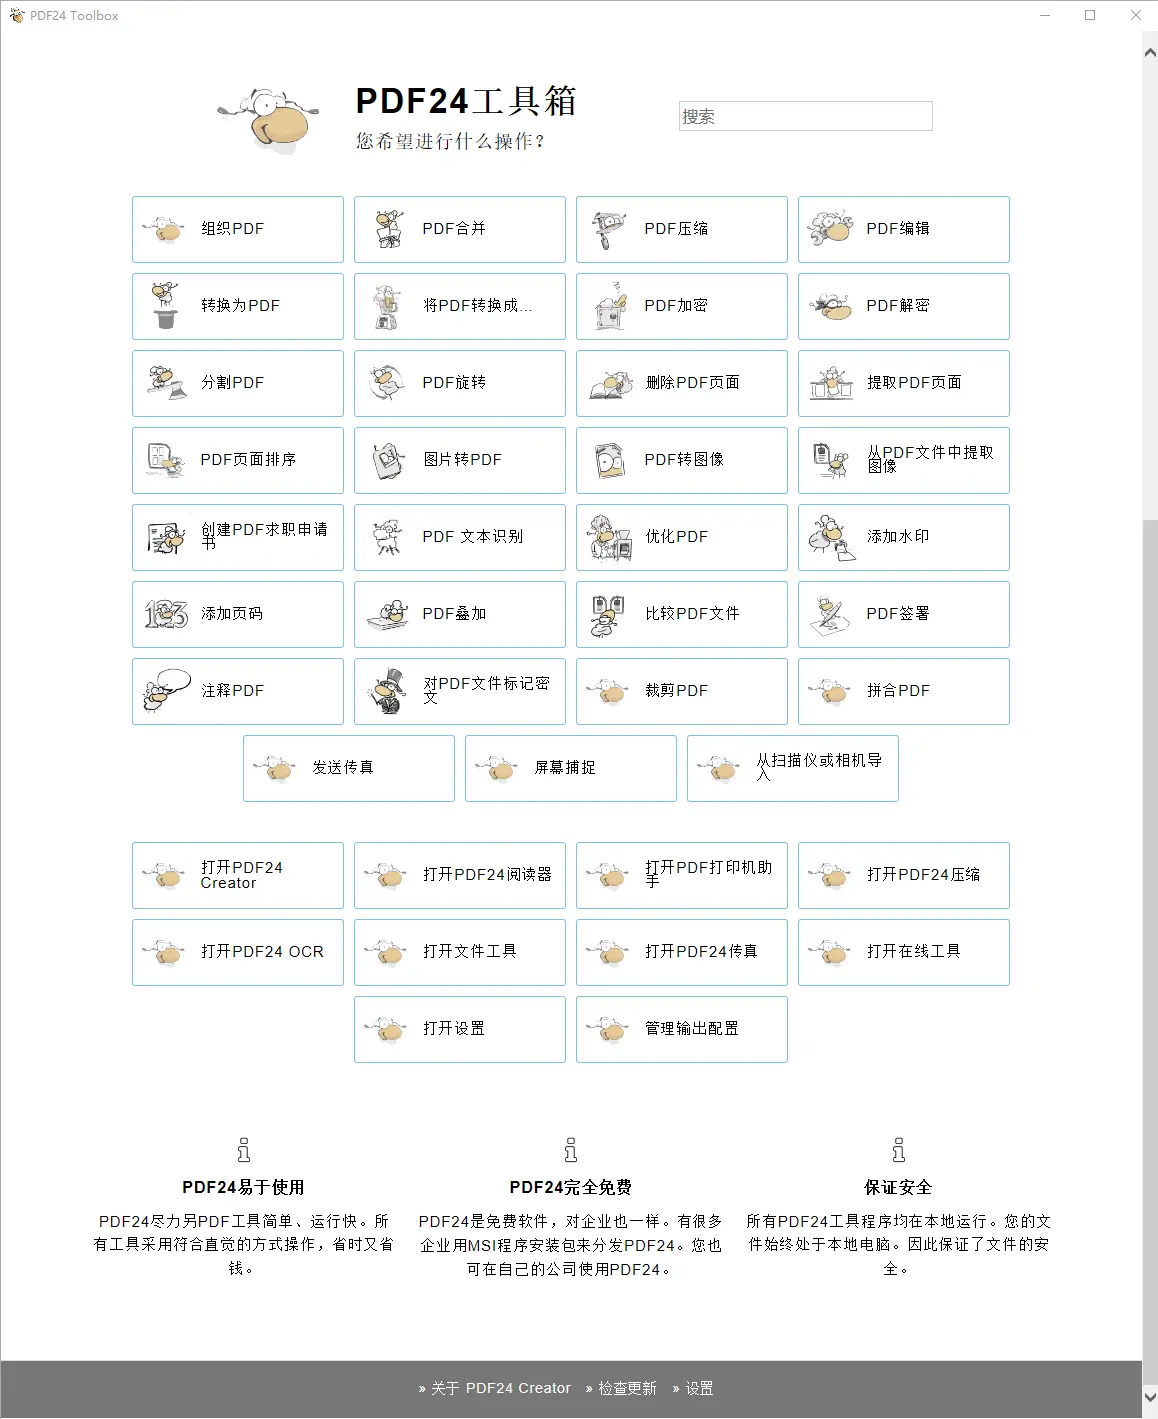 PDF24 Toolbox
PDF24工具箱
您希望进行什么操作？
搜索
组织PDF
PDF合并
PDF压缩
PDF编辑
转换为PDF
将PDF转换成...
PDF加密
PDF解密
分割PDF
PDF旋转
删除PDF页面
提取PDF页面
PDF页面排序
图片转PDF
PDF转图像
从PDF文件中提取
图像
创建PDF求职申请
书
PDF 文本识别
优化PDF
添加水印
添加页码
PDF叠加
比较PDF文件
PDF签署
注释PDF
对PDF文件标记密
文
裁剪PDF
拼合PDF
发送传真
屏幕捕捉
从扫描仪或相机导
入
打开PDF24
Creator
打开PDF24阅读器
打开PDF打印机助
手
打开PDF24压缩
打开PDF24 OCR
打开文件工具
打开PDF24传真
打开在线工具
打开设置
管理输出配置
PDF24易于使用
PDF24尽力另PDF工具简单、运行快。所
有工具采用符合直觉的方式操作，省时又省
钱。
PDF24完全免费
PDF24是免费软件，对企业也一样。有很多
企业用MSI程序安装包来分发PDF24。您也
可在自己的公司使用PDF24。
保证安全
所有PDF24工具程序均在本地运行。您的文
件始终处于本地电脑。因此保证了文件的安
全。
» 关于 PDF24 Creator » 检查更新 » 设置